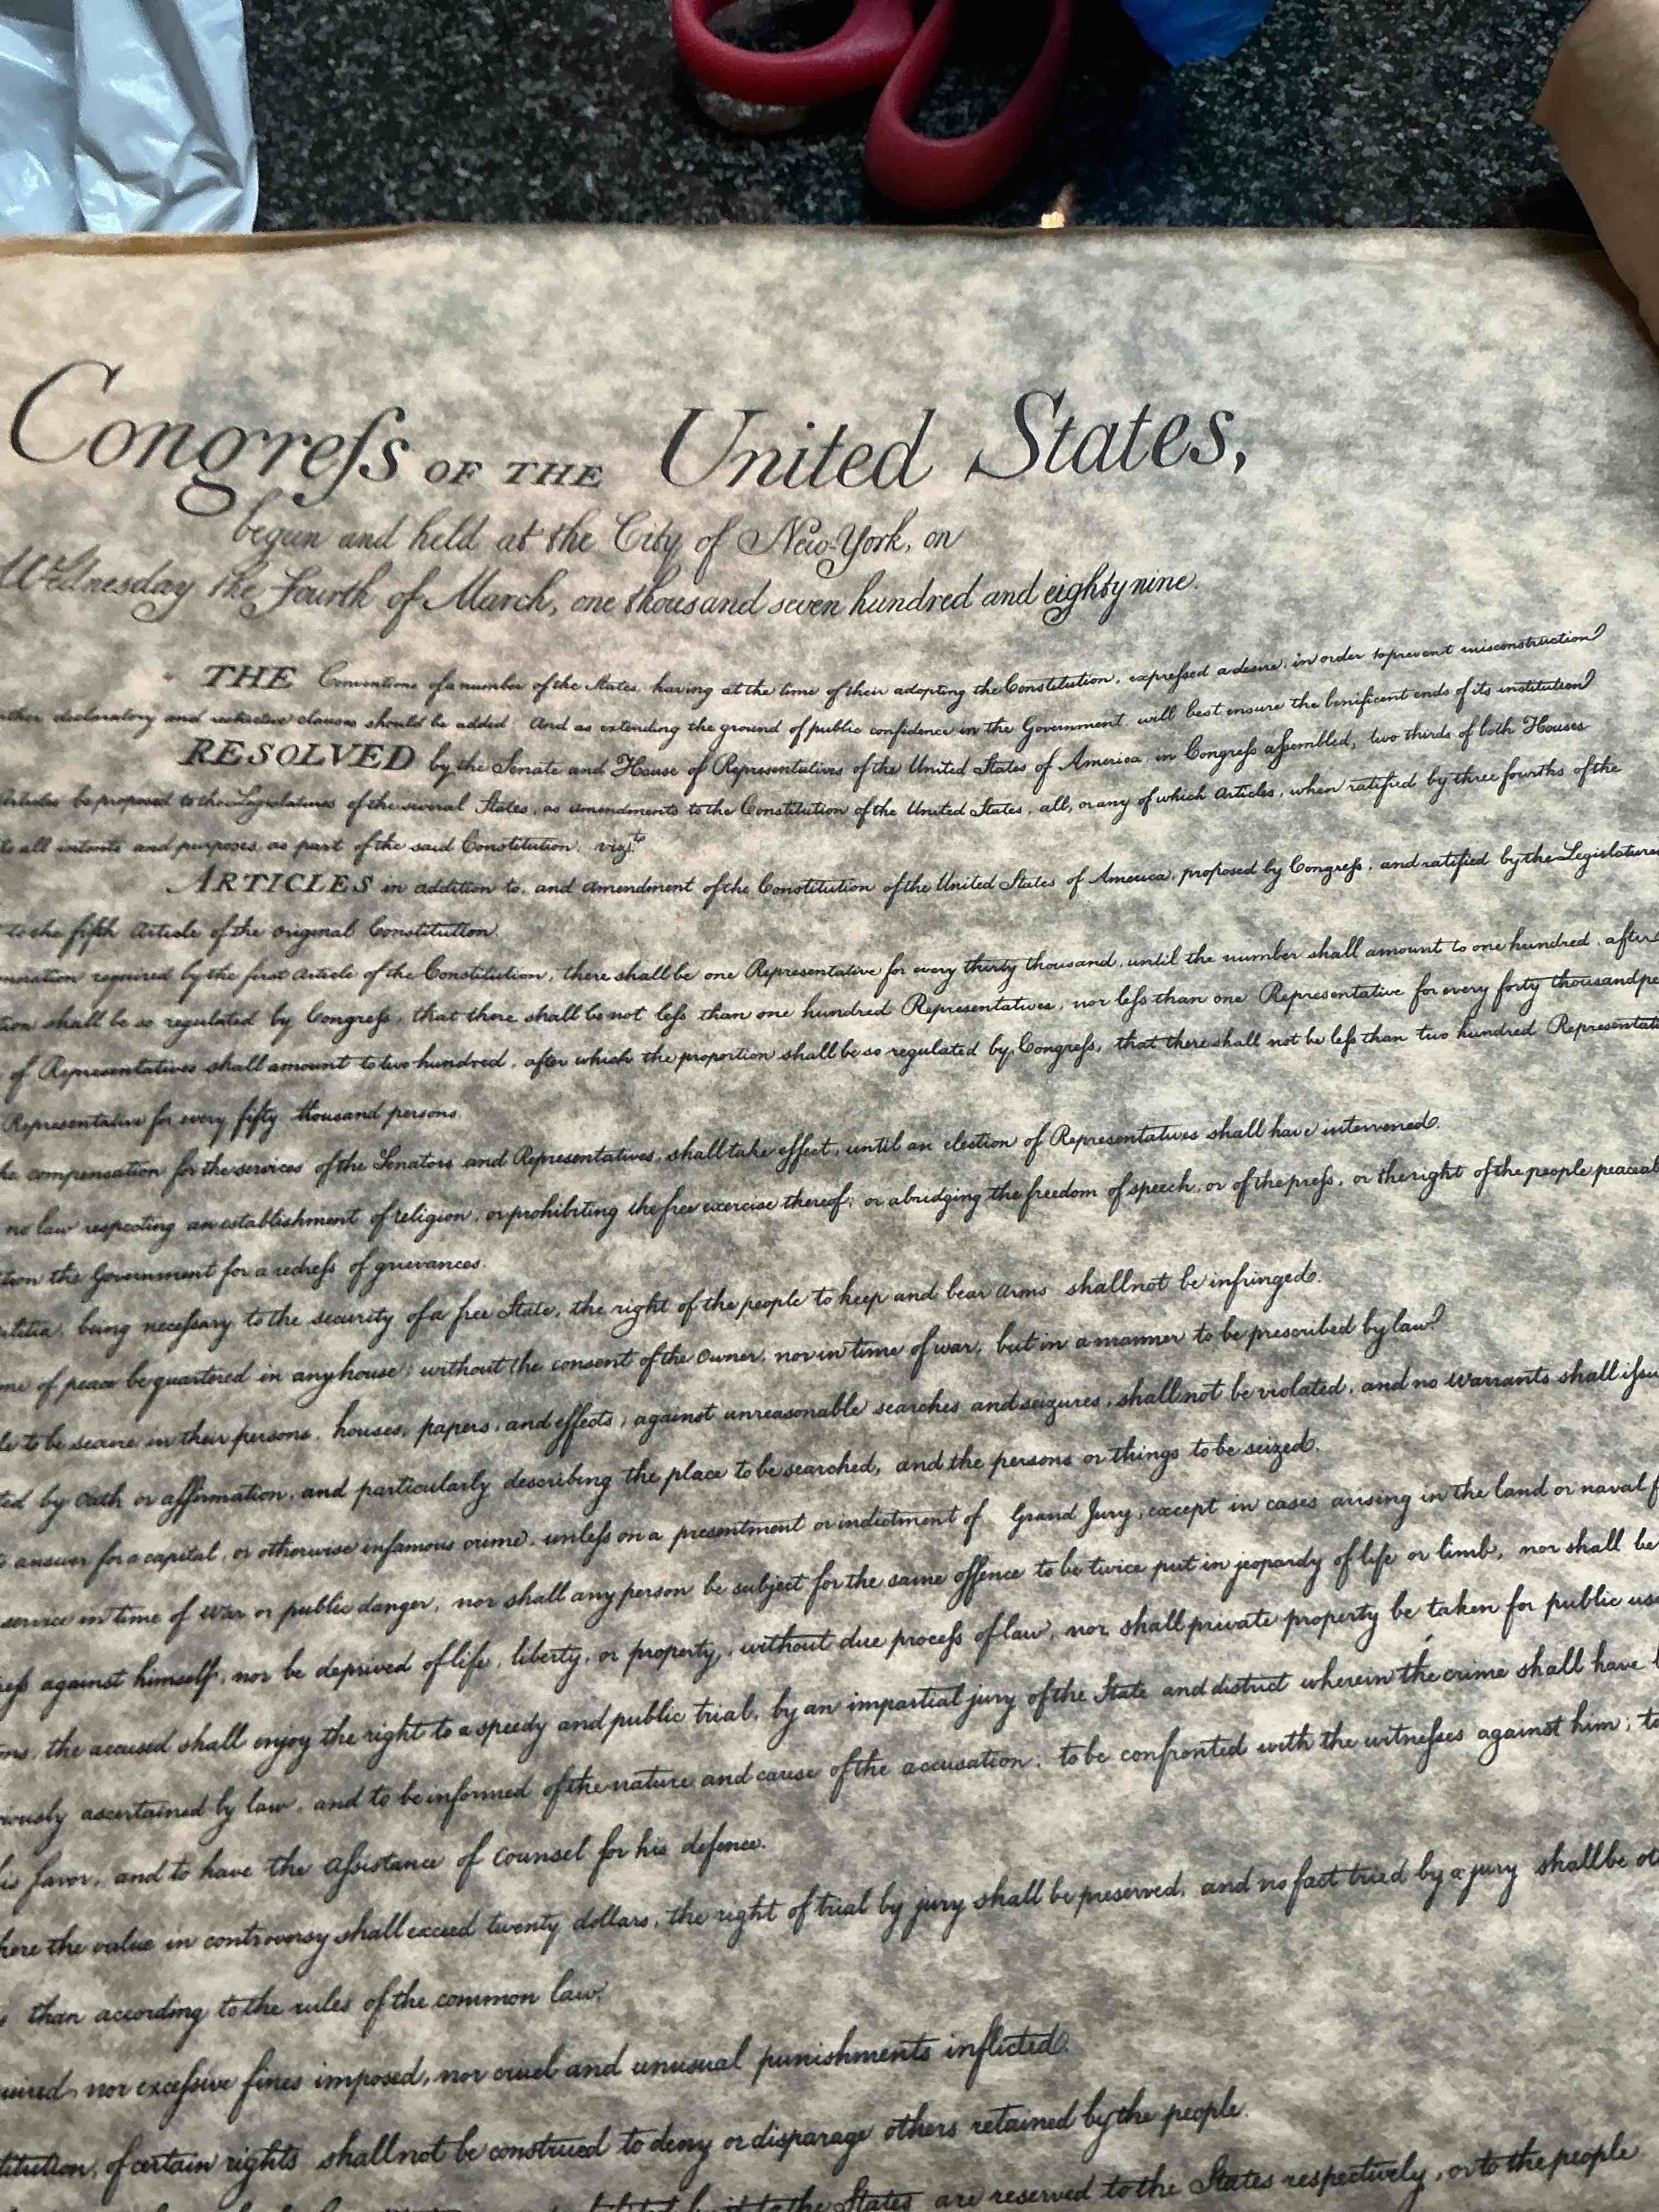 Congreſs OF THE United States,
begun and held at the City of New-York, on
Wednesday the Fourth of March, one thousand seven hundred and eighty nine.
THE Conventions of a number of the States, having at the time of their adopting the Constitution, expreſsed a desire, in order to prevent misconstruction
ther declaratory and restrictive clauses should be added: And as extending the ground of public confidence in the Government, will best ensure the benificent ends of its institution
RESOLVED by the Senate and House of Representatives of the United States of America in Congreſs aſsembled, two thirds of both Houses
Articles be proposed to the Legislatures of the several States, as amendments to the Constitution of the United States, all, or any of which Articles, when ratified by three fourths of the
to all intents and purposes, as part of the said Constitution; vizt.
ARTICLES in addition to, and amendment of the Constitution of the United States of America, proposed by Congreſs, and ratified by the Legislatures
to the fifth Article of the original Constitution.
meration required by the first Article of the Constitution, there shall be one Representative for every thirty thousand, until the number shall amount to one hundred, after
tion shall be so regulated by Congreſs, that there shall be not leſs than one hundred Representatives, nor leſs than one Representative for every forty thousand pe
of Representatives shall amount to two hundred, after which the proportion shall be so regulated by Congreſs, that there shall not be leſs than two hundred Representati
Representative for every fifty thousand persons.
he compensation for the services of the Senators and Representatives, shall take effect, until an election of Representatives shall have intervened.
no law respecting an establishment of religion, or prohibiting the free exercise thereof; or abridging the freedom of speech, or of the preſs, or the right of the people peaceab
tion the Government for a redreſs of grievances.
ilitia, being neceſsary to the security of a free State, the right of the people to keep and bear arms shall not be infringed.
me of peace be quartered in any house, without the consent of the owner, nor in time of war, but in a manner to be prescribed by law.
le to be secure in their persons, houses, papers, and effects, against unreasonable searches and seizures, shall not be violated, and no warrants shall iſsu
ted by Oath or affirmation, and particularly describing the place to be searched, and the persons or things to be seized.
to answer for a capital, or otherwise infamous crime, unleſs on a presentment or indictment of Grand Jury, except in cases arising in the land or naval f
service in time of War or public danger, nor shall any person be subject for the same offence to be twice put in jeopardy of life or limb, nor shall be
neſs against himself, nor be deprived of life, liberty, or property, without due proceſs of law, nor shall private property be taken for public use
ons, the accused shall enjoy the right to a speedy and public trial, by an impartial jury of the State and district wherein the crime shall have b
viously ascertained by law, and to be informed of the nature and cause of the accusation; to be confronted with the witneſses against him; to
his favor, and to have the aſsistance of counsel for his defence.
here the value in controversy shall exceed twenty dollars, the right of trial by jury shall be preserved, and no fact tried by a jury shall be ot
than according to the rules of the common law.
uired, nor exceſsive fines imposed, nor cruel and unusual punishments inflicted.
titution, of certain rights shall not be construed to deny or disparage others retained by the people.
it to the States are reserved to the States respectively, or to the people